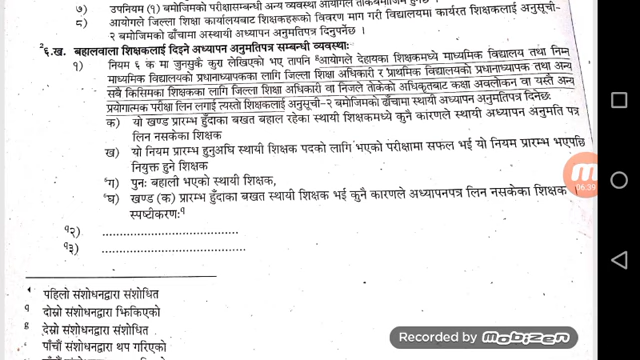 ७) उपनियम (१) बमोजिमको परीक्षासम्बन्धी अन्य व्यवस्था आयोगले तोकेबमोजिम हुनेछ ।
८) आयोगले जिल्ला शिक्षा कार्यालयबाट शिक्षकहरूको विवरण माग गरी विद्यालयमा कार्यरत शिक्षकलाई अनुसूची-
२ बमोजिमको ढाँचामा अस्थायी अध्यापन अनुमतिपत्र दिनुपर्नेछ ।
६.ख. बहालवाला शिक्षकलाई दिइने अध्यापन अनुमतिपत्र सम्बन्धी व्यवस्थाः
१) नियम ६ क मा जुनसुकै कुरा लेखिएको भए तापनि आयोगले देहायका शिक्षकमध्ये माध्यमिक विद्यालय तथा निम्न
माध्यमिक विद्यालयको प्रधानाध्यापकका लागि जिल्ला शिक्षा अधिकारी र प्राथमिक विद्यालयको प्रधानाध्यापक तथा अन्य
सबै किसिमका शिक्षकका लागि जिल्ला शिक्षा अधिकारी वा निजले तोकेको अधिकृतबाट कक्षा अवलोकन वा यस्तै अन्य
प्रयोगात्मक परीक्षा लिन लगाई त्यस्तो शिक्षकलाई अनुसूची-२ बमोजिमको ढाँचामा स्थायी अध्यापन अनुमतिपत्र दिनेछः
क) यो खण्ड प्रारम्भ हुँदाका बखत बहाल रहेका स्थायी शिक्षकमध्ये कुनै कारणले स्थायी अध्यापन अनुमति पत्र
लिन नसकेका शिक्षक
ख) यो नियम प्रारम्भ हुनुअघि स्थायी शिक्षक पदको लागि भएको परीक्षामा सफल भई यो नियम प्रारम्भ भएपछि
नियुक्त हुने शिक्षक
ग) पुनः बहाली भएको स्थायी शिक्षक,
घ) खण्ड (क) प्रारम्भ हुँदाका बखत स्थायी शिक्षक भई कुनै कारणले अध्यापनपत्र लिन नसकेका शिक्षक
स्पष्टीकरणः१
१२) ........................................
१३) ........................................
पहिलो संशोधनद्वारा संशोधित
दोस्रो संशोधनद्वारा झिकिएको
दोस्रो संशोधनद्वारा संशोधित
पाँचौं संशोधनद्वारा थप गरिएको
06:39
Recorded by Mobizen